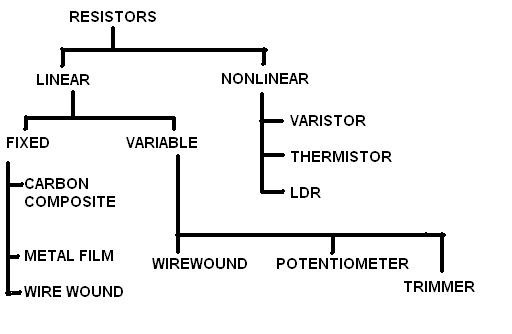 RESISTORS
LINEAR
NONLINEAR
VARISTOR
THERMISTOR
LDR
FIXED
VARIABLE
CARBON
COMPOSITE
METAL FILM
WIRE WOUND
WIREWOUND
POTENTIOMETER
TRIMMER